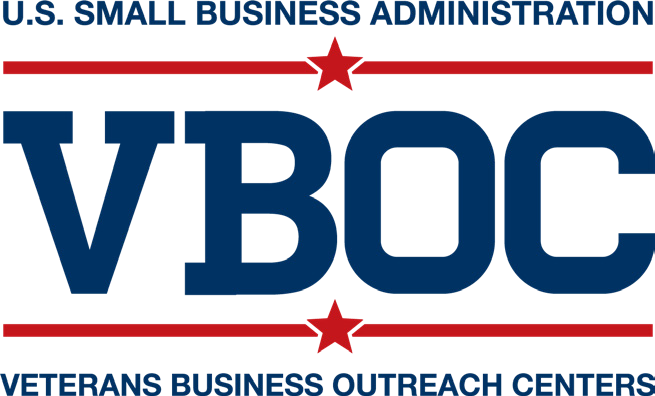 U.S. SMALL BUSINESS ADMINISTRATION
VBOC
VETERANS BUSINESS OUTREACH CENTERS